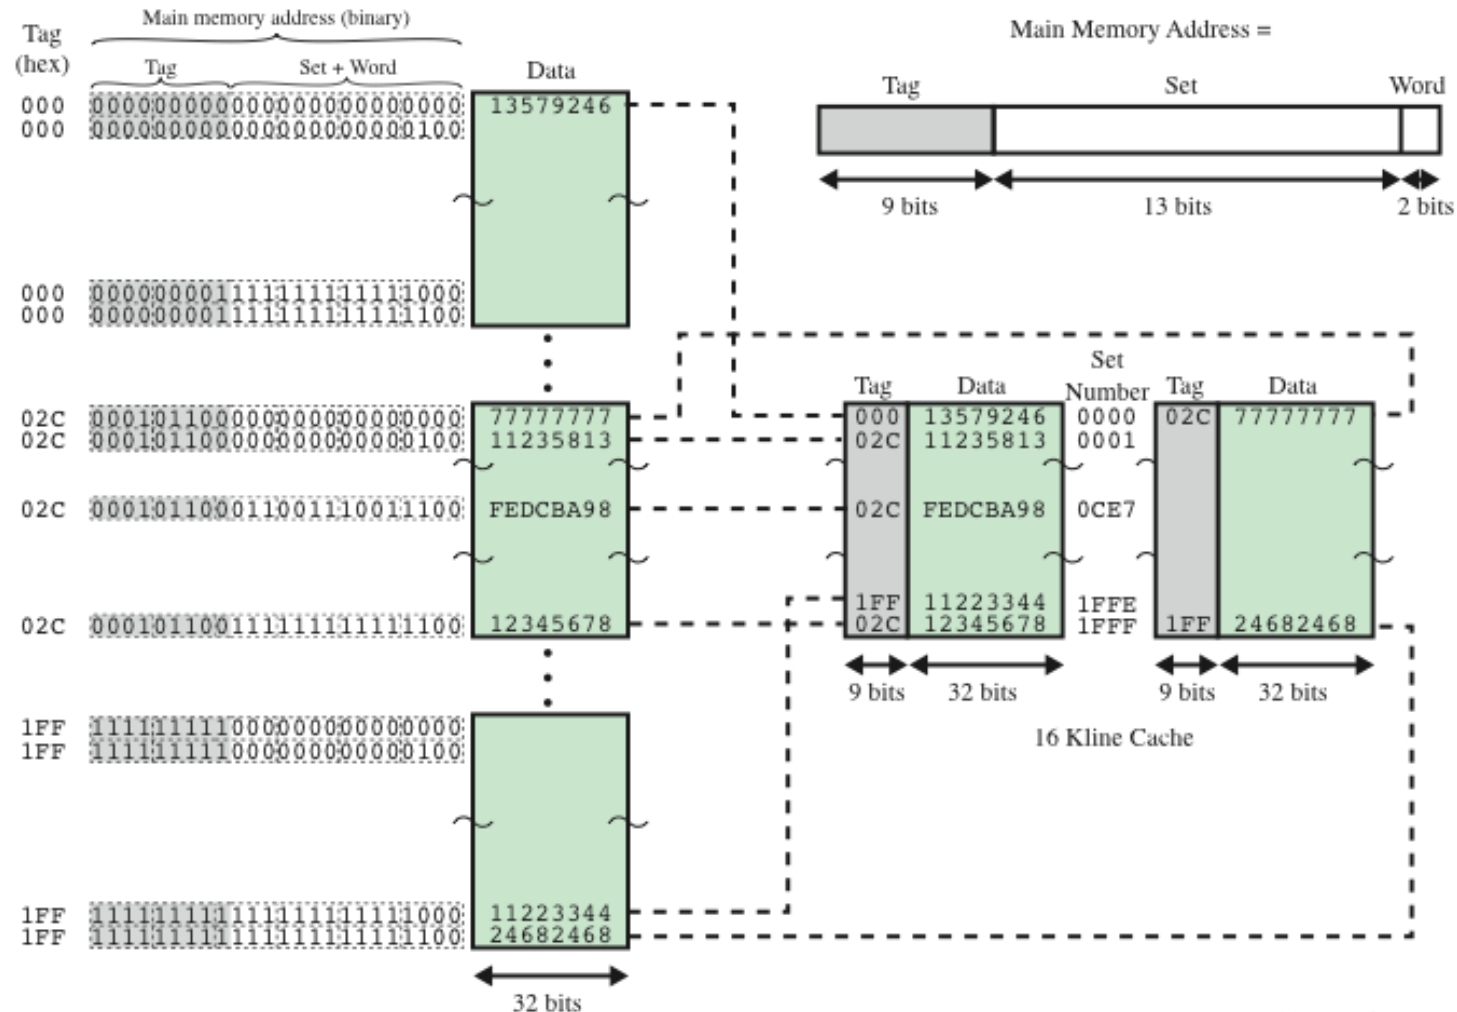 Main memory address (binary)
Tag
(hex)
Tag
Set + Word
Data
000 000000000000000000000000 13579246
000 000000000000000000000100
000 000000001111111111111000
000 000000001111111111111100
02C 000101100000000000000000 77777777
02C 000101100000000000000100 11235813
02C 000101100011001110011100 FEDCBA98
02C 000101100111111111111100 12345678
1FF 111111111000000000000000
1FF 111111111000000000000100
1FF 111111111111111111111000 11223344
1FF 111111111111111111111100 24682468
32 bits
Main Memory Address =
Tag Set Word
9 bits 13 bits 2 bits
Set
Tag Data Number Tag Data
000 13579246 0000 02C 77777777
02C 11235813 0001
02C FEDCBA98 0CE7
1FF 11223344 1FFE
02C 12345678 1FFF 1FF 24682468
9 bits 32 bits 9 bits 32 bits
16 Kline Cache